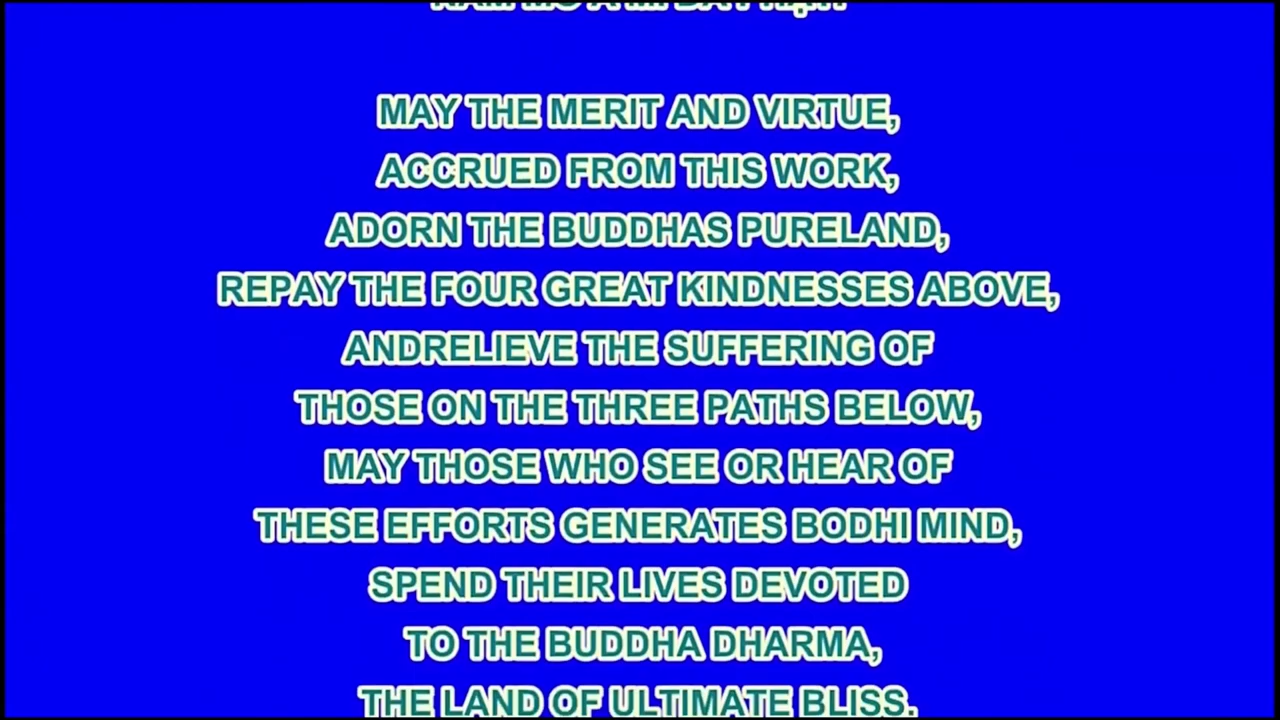 MAY THE MERIT AND VIRTUE,
ACCRUED FROM THIS WORK,
ADORN THE BUDDHAS PURELAND,
REPAY THE FOUR GREAT KINDNESSES ABOVE,
ANDRELIEVE THE SUFFERING OF
THOSE ON THE THREE PATHS BELOW,
MAY THOSE WHO SEE OR HEAR OF
THESE EFFORTS GENERATES BODHI MIND,
SPEND THEIR LIVES DEVOTED
TO THE BUDDHA DHARMA,
THE LAND OF ULTIMATE BLISS.